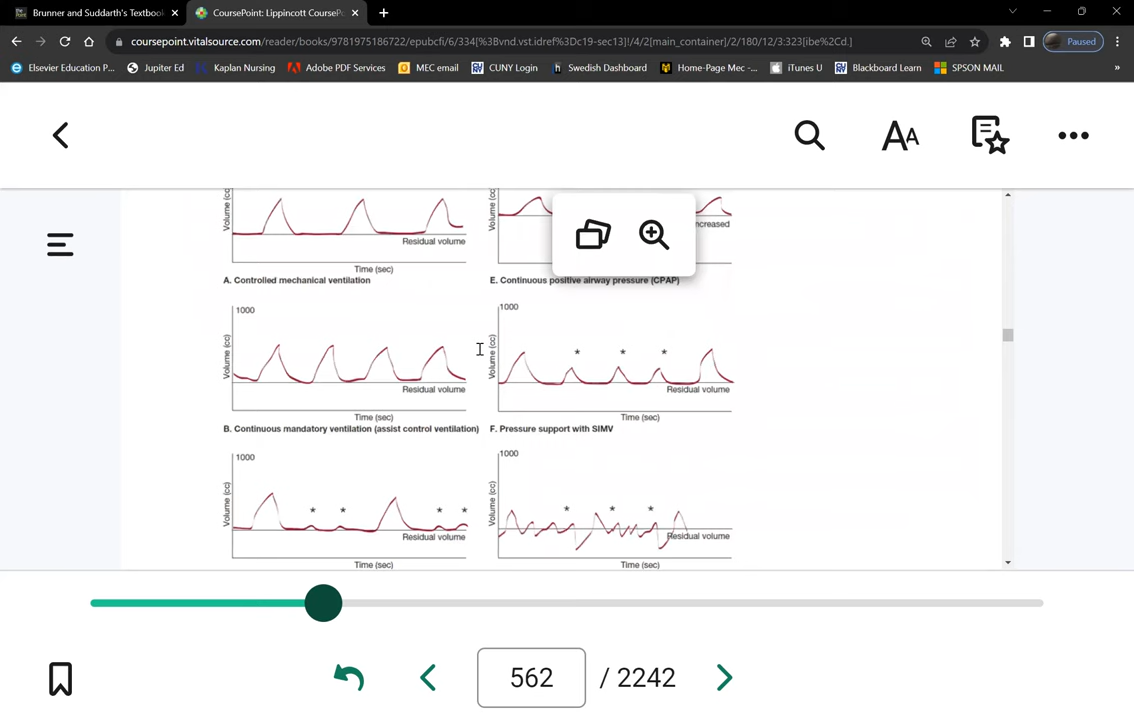 Brunner and Suddarth's Textbook
CoursePoint: Lippincott CourseP
coursepoint.vitalsource.com/reader/books/9781975186722/epubcfi/6/334[%3Bvnd.vst.idref%3Dc19-sec13]!/4/2[main_container]/2/180/12/3:323[ibe%2Cd.]
Paused
Elsevier Education P...
Jupiter Ed
Kaplan Nursing
Adobe PDF Services
MEC email
CUNY Login
Swedish Dashboard
Home-Page Mec -...
iTunes U
Blackboard Learn
SPSON MAIL
»
AA
Volume (cc
Residual volume
Time (sec)
A. Controlled mechanical ventilation
Volume (cc
ncreased
E. Continuous positive airway pressure (CPAP)
1000
Volume (cc)
Residual volume
Time (sec)
B. Continuous mandatory ventilation (assist control ventilation)
1000
Volume (cc)
* * *
Residual volume
Time (sec)
F. Pressure support with SIMV
1000
Volume (cc)
* * * *
Residual volume
Time (sec)
1000
Volume (cc)
* * *
Residual volume
Time (sec)
562 / 2242